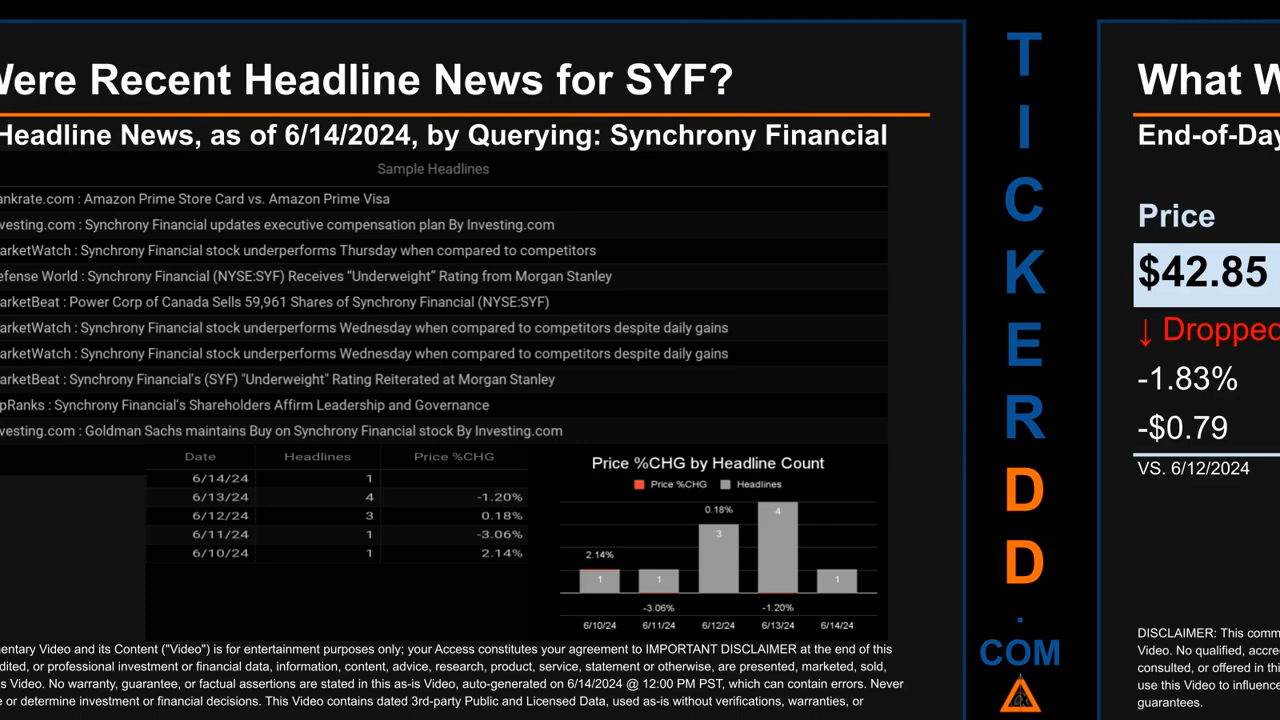 Were Recent Headline News for SYF?
Headline News, as of 6/14/2024, by Querying: Synchrony Financial
Sample Headlines
ankrate.com : Amazon Prime Store Card vs. Amazon Prime Visa
vesting.com : Synchrony Financial updates executive compensation plan By Investing.com
arketWatch : Synchrony Financial stock underperforms Thursday when compared to competitors
efense World : Synchrony Financial (NYSE:SYF) Receives “Underweight” Rating from Morgan Stanley
arketBeat : Power Corp of Canada Sells 59,961 Shares of Synchrony Financial (NYSE:SYF)
arketWatch : Synchrony Financial stock underperforms Wednesday when compared to competitors despite daily gains
arketWatch : Synchrony Financial stock underperforms Wednesday when compared to competitors despite daily gains
arketBeat : Synchrony Financial's (SYF) "Underweight" Rating Reiterated at Morgan Stanley
pRanks : Synchrony Financial's Shareholders Affirm Leadership and Governance
vesting.com : Goldman Sachs maintains Buy on Synchrony Financial stock By Investing.com
Date Headlines Price %CHG
6/14/24 1
6/13/24 4 -1.20%
6/12/24 3 0.18%
6/11/24 1 -3.06%
6/10/24 1 2.14%
Price %CHG by Headline Count
Price %CHG Headlines
2.14% 0.18%
1 1 3 4 1
-3.06% -1.20%
6/10/24 6/11/24 6/12/24 6/13/24 6/14/24
mentary Video and its Content ("Video") is for entertainment purposes only; your Access constitutes your agreement to IMPORTANT DISCLAIMER at the end of this
dited, or professional investment or financial data, information, content, advice, research, product, service, statement or otherwise, are presented, marketed, sold,
s Video. No warranty, guarantee, or factual assertions are stated in this as-is Video, auto-generated on 6/14/2024 @ 12:00 PM PST, which can contain errors. Never
e or determine investment or financial decisions. This Video contains dated 3rd-party Public and Licensed Data, used as-is without verifications, warranties, or
T
I
C
K
E
R
D
D
.
COM
What W
End-of-Day
Price
$42.85
↓ Dropped
-1.83%
-$0.79
VS. 6/12/2024
DISCLAIMER: This comm
Video. No qualified, accre
consulted, or offered in thi
use this Video to influence
guarantees.